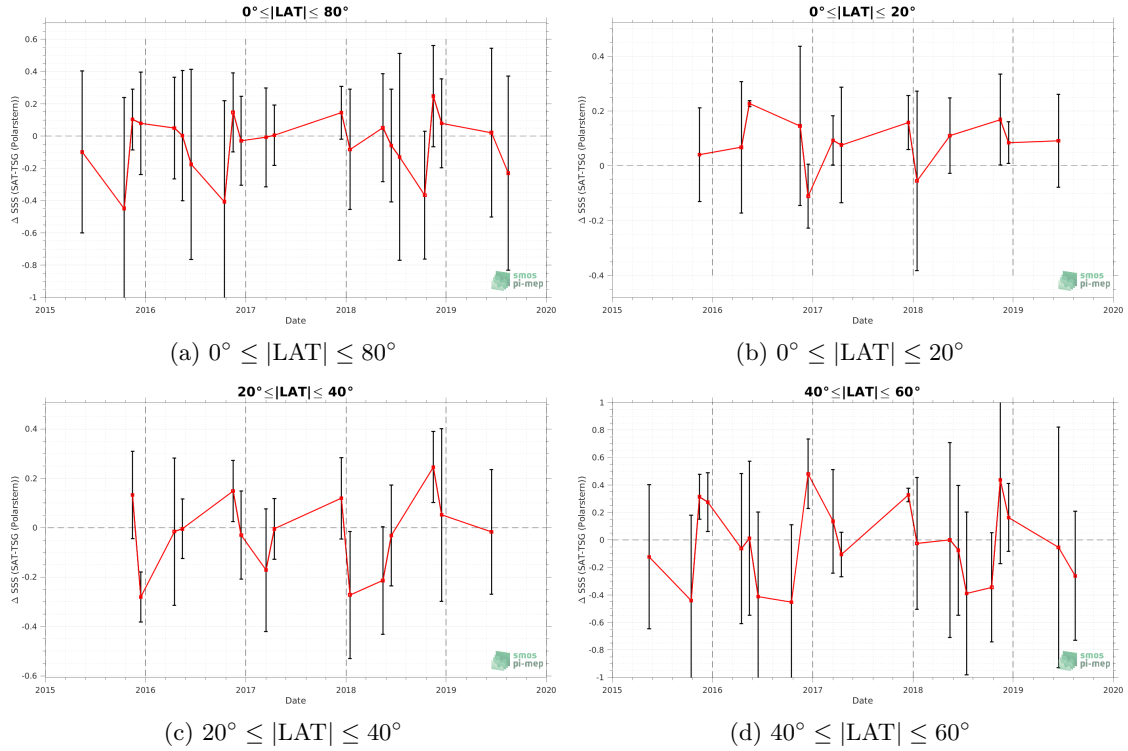 0°≤|LAT|≤ 80°
Δ SSS (SAT-TSG (Polarstern))
0.6
0.4
0.2
0
-0.2
-0.4
-0.6
-0.8
-1
2015 2016 2017 2018 2019 2020
Date
smos
pi-mep
(a) 0° ≤ |LAT| ≤ 80°
0°≤|LAT|≤ 20°
Δ SSS (SAT-TSG (Polarstern))
0.4
0.2
0
-0.2
-0.4
2015 2016 2017 2018 2019 2020
Date
smos
pi-mep
(b) 0° ≤ |LAT| ≤ 20°
20°≤|LAT|≤ 40°
Δ SSS (SAT-TSG (Polarstern))
0.4
0.2
0
-0.2
-0.4
-0.6
2015 2016 2017 2018 2019 2020
Date
smos
pi-mep
(c) 20° ≤ |LAT| ≤ 40°
40°≤|LAT|≤ 60°
Δ SSS (SAT-TSG (Polarstern))
1
0.8
0.6
0.4
0.2
0
-0.2
-0.4
-0.6
-0.8
-1
2015 2016 2017 2018 2019 2020
Date
smos
pi-mep
(d) 40° ≤ |LAT| ≤ 60°